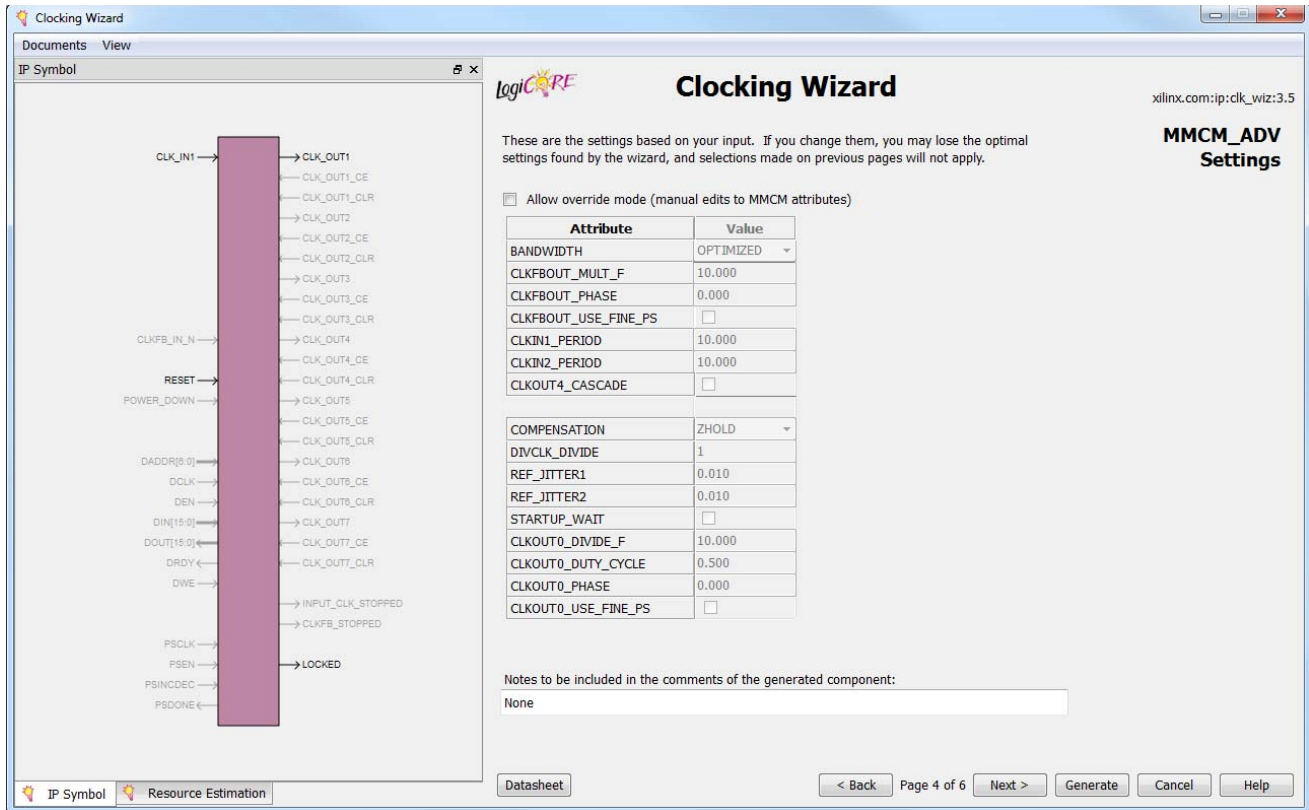 Clocking Wizard
Documents View
IP Symbol
CLK_IN1
CLKFB_IN_N
RESET
POWER_DOWN
DADDR[6:0]
DCLK
DEN
DIN[15:0]
DOUT[15:0]
DRDY
DWE
PSCLK
PSEN
PSINCDEC
PSDONE
CLK_OUT1
CLK_OUT1_CE
CLK_OUT1_CLR
CLK_OUT2
CLK_OUT2_CE
CLK_OUT2_CLR
CLK_OUT3
CLK_OUT3_CE
CLK_OUT3_CLR
CLK_OUT4
CLK_OUT4_CE
CLK_OUT4_CLR
CLK_OUT5
CLK_OUT5_CE
CLK_OUT5_CLR
CLK_OUT6
CLK_OUT6_CE
CLK_OUT6_CLR
CLK_OUT7
CLK_OUT7_CE
CLK_OUT7_CLR
INPUT_CLK_STOPPED
CLKFB_STOPPED
LOCKED
IP Symbol Resource Estimation
LogiCORE
Clocking Wizard
xilinx.com:ip:clk_wiz:3.5
MMCM_ADV
Settings
These are the settings based on your input. If you change them, you may lose the optimal
settings found by the wizard, and selections made on previous pages will not apply.
Allow override mode (manual edits to MMCM attributes)
Attribute Value
BANDWIDTH OPTIMIZED
CLKFBOUT_MULT_F 10.000
CLKFBOUT_PHASE 0.000
CLKFBOUT_USE_FINE_PS
CLKIN1_PERIOD 10.000
CLKIN2_PERIOD 10.000
CLKOUT4_CASCADE
COMPENSATION ZHOLD
DIVCLK_DIVIDE 1
REF_JITTER1 0.010
REF_JITTER2 0.010
STARTUP_WAIT
CLKOUT0_DIVIDE_F 10.000
CLKOUT0_DUTY_CYCLE 0.500
CLKOUT0_PHASE 0.000
CLKOUT0_USE_FINE_PS
Notes to be included in the comments of the generated component:
None
Datasheet < Back Page 4 of 6 Next > Generate Cancel Help